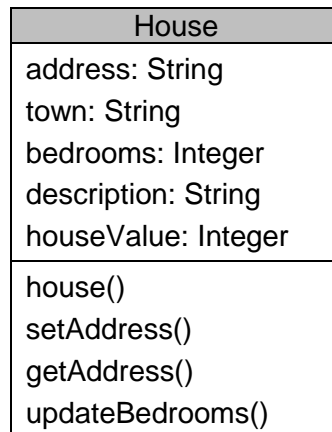 House
address: String
town: String
bedrooms: Integer
description: String
houseValue: Integer
house()
setAddress()
getAddress()
updateBedrooms()